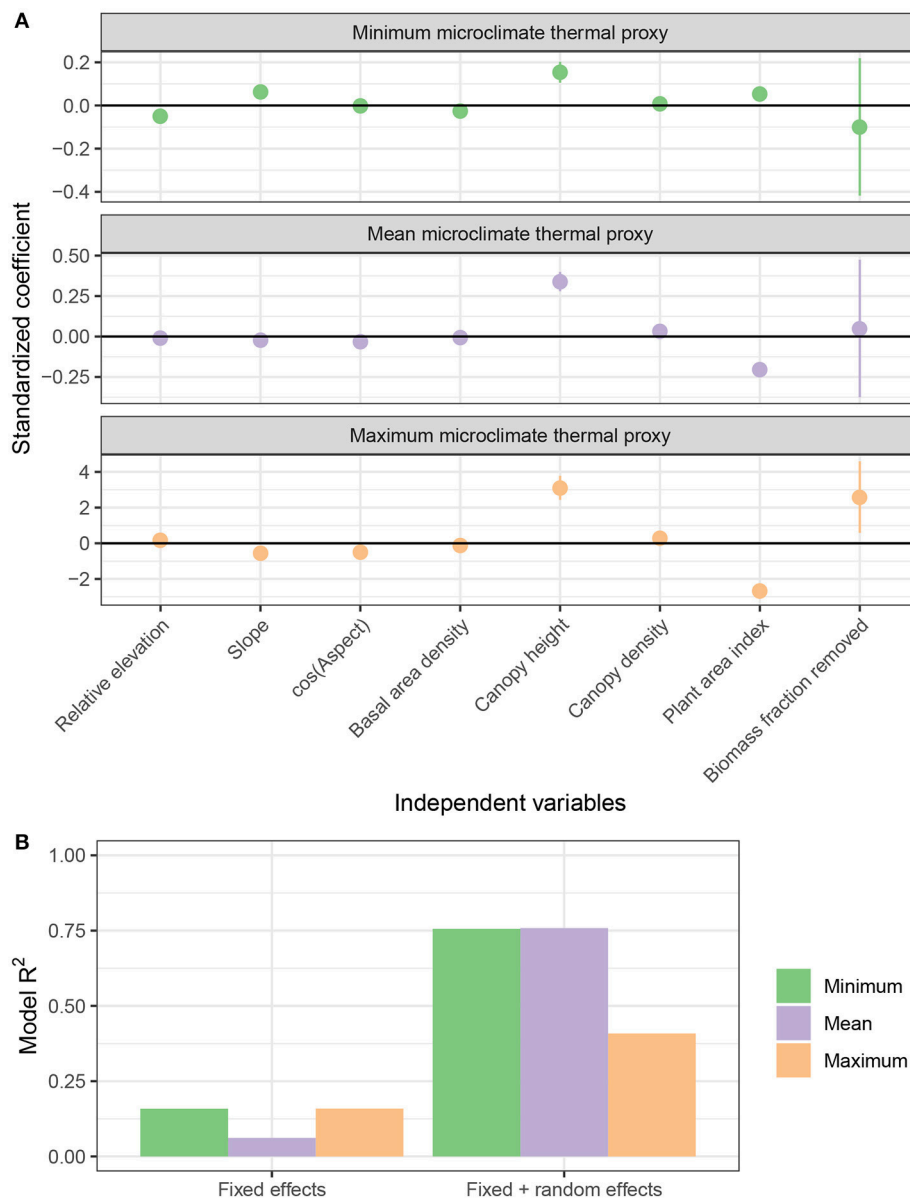 A
Minimum microclimate thermal proxy
0.2
0.0
−0.2
−0.4
Mean microclimate thermal proxy
0.50
0.25
0.00
−0.25
Maximum microclimate thermal proxy
4
2
0
−2
Standardized coefficient
Relative elevation
Slope
cos(Aspect)
Basal area density
Canopy height
Canopy density
Plant area index
Biomass fraction removed
Independent variables
B
1.00
0.75
0.50
0.25
0.00
Model R²
Fixed effects
Fixed + random effects
Minimum
Mean
Maximum